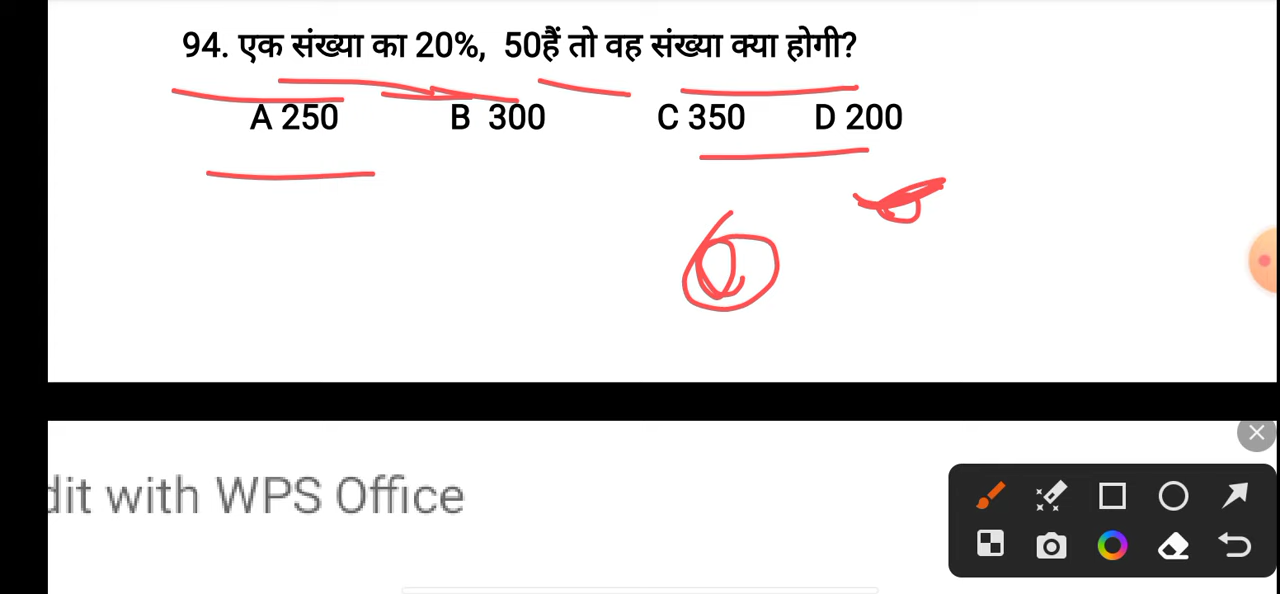 94. एक संख्या का 20%, 50हैं तो वह संख्या क्या होगी?
A 250 B 300 C 350 D 200
dit with WPS Office